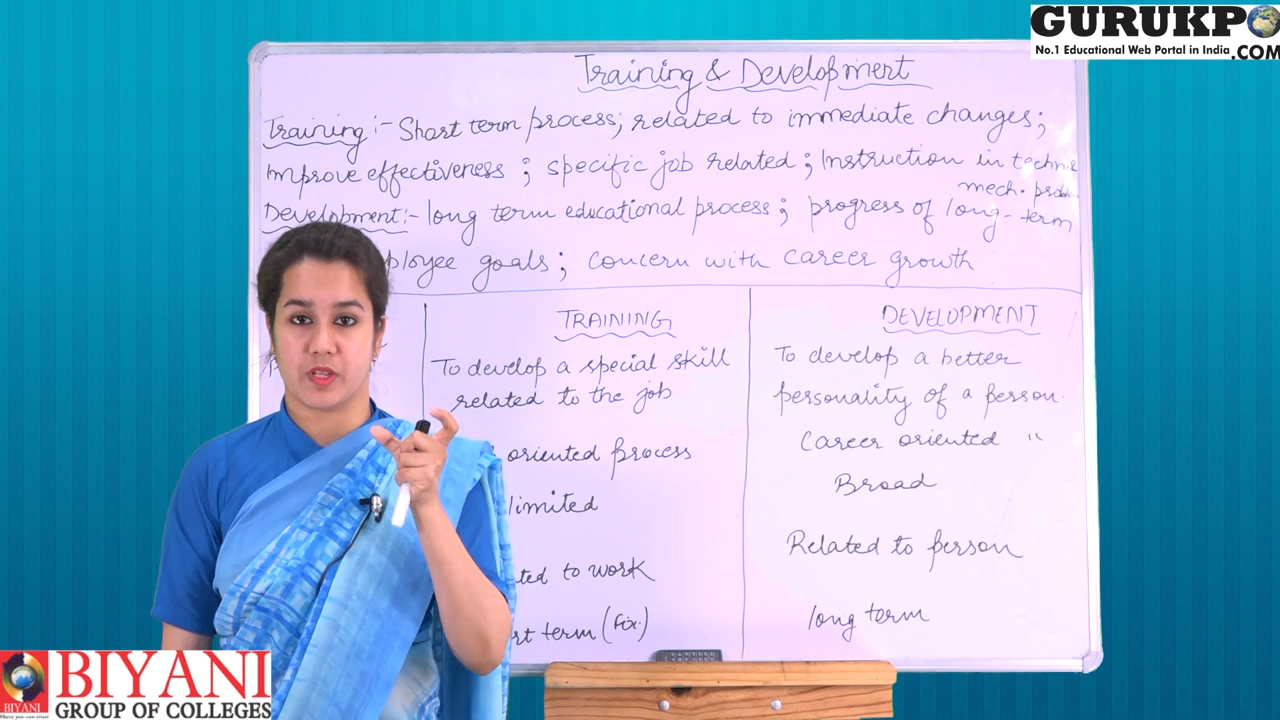 GURUKPO
No.1 Educational Web Portal in India
.COM
Training & Development
Training :- Short term process; related to immediate changes;
improve effectiveness ; specific job related ; Instruction in
mech.
Development:- long term educational process ; progress of long-term
ployee goals ; concern with career growth
TRAINING
DEVELOPMENT
To develop a special skill
related to the job
To develop a better
personality of a person.
oriented process
Career oriented "
limited
Broad
ted to work
Related to person
rt term (fix.)
long term
BIYANI
BIYANI
GROUP OF COLLEGES